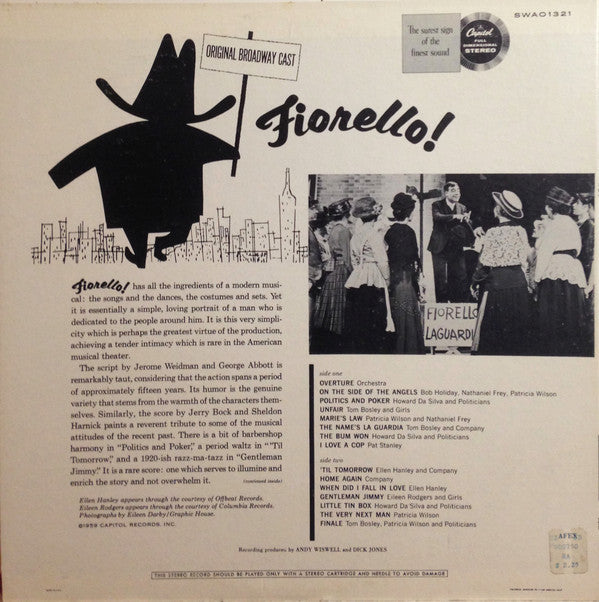 SWAO1321
The surest sign
of the
finest sound
Capitol
FULL
DIMENSIONAL
STEREO
ORIGINAL BROADWAY CAST
Fiorello!
Fiorello! has all the ingredients of a modern musi-
cal: the songs and the dances, the costumes and sets. Yet
it is essentially a simple, loving portrait of a man who is
dedicated to the people around him. It is this very simpli-
city which is perhaps the greatest virtue of the production,
achieving a tender intimacy which is rare in the American
musical theater.
The script by Jerome Weidman and George Abbott is
remarkably taut, considering that the action spans a period
of approximately fifteen years. Its humor is the genuine
variety that stems from the warmth of the characters them-
selves. Similarly, the score by Jerry Bock and Sheldon
Harnick paints a reverent tribute to some of the musical
attitudes of the recent past. There is a bit of barbershop
harmony in "Politics and Poker," a period waltz in "'Til
Tomorrow," and a 1920-ish razz-ma-tazz in "Gentleman
Jimmy." It is a rare score: one which serves to illumine and
enrich the story and not overwhelm it.
(continued inside)
Ellen Hanley appears through the courtesy of Offbeat Records.
Eileen Rodgers appears through the courtesy of Columbia Records.
Photographs by Eileen Darby/Graphic House.
©1959 CAPITOL RECORDS, INC.
FIORELLO
LAGUARDI
side one
OVERTURE Orchestra
ON THE SIDE OF THE ANGELS Bob Holiday, Nathaniel Frey, Patricia Wilson
POLITICS AND POKER Howard Da Silva and Politicians
UNFAIR Tom Bosley and Girls
MARIE'S LAW Patricia Wilson and Nathaniel Frey
THE NAME'S LA GUARDIA Tom Bosley and Company
THE BUM WON Howard Da Silva and Politicians
I LOVE A COP Pat Stanley
side two
'TIL TOMORROW Ellen Hanley and Company
HOME AGAIN Company
WHEN DID I FALL IN LOVE Ellen Hanley
GENTLEMAN JIMMY Eileen Rodgers and Girls
LITTLE TIN BOX Howard Da Silva and Politicians
THE VERY NEXT MAN Patricia Wilson
FINALE Tom Bosley, Patricia Wilson and Politicians
Recording produced by ANDY WISWELL and DICK JONES
THIS STEREO RECORD SHOULD BE PLAYED ONLY WITH A STEREO CARTRIDGE AND NEEDLE TO AVOID DAMAGE